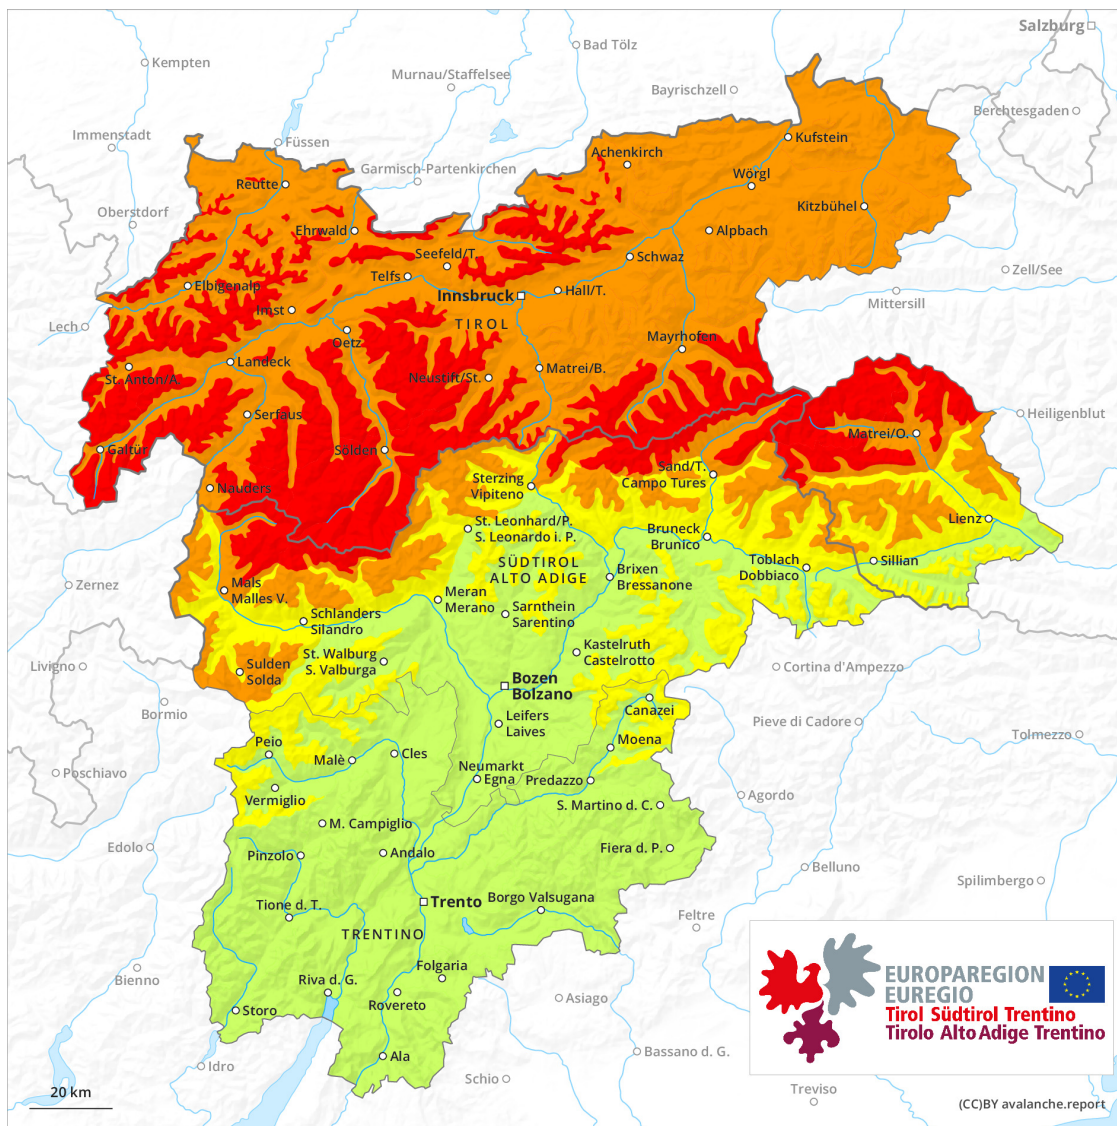 Salzburg
Kempten
Bad Tölz
Murnau/Staffelsee
Bayrischzell
Berchtesgaden
Immenstadt
Füssen
Kufstein
Achenkirch
Garmisch-Partenkirchen
Wörgl
Reutte
Oberstdorf
Kitzbühel
Ehrwald
Alpbach
Seefeld/T.
Schwaz
Telfs
Zell/See
Elbigenalp
Innsbruck
Hall/T.
Mittersill
Imst
Lech
TIROL
Oetz
Mayrhofen
Landeck
Matrei/B.
St. Anton/A.
Neustift/St.
Serfaus
Heiligenblut
Matrei/O.
Galtür
Sölden
Sand/T.
Campo Tures
Sterzing
Vipiteno
Nauders
St. Leonhard/P.
S. Leonardo i. P.
Lienz
Bruneck
Brunico
SÜDTIROL
ALTO ADIGE
Toblach
Dobbiaco
Sillian
Brixen
Bressanone
Zernez
Mals
Malles V.
Meran
Merano
Sarnthein
Sarentino
Schlanders
Silandro
Kastelruth
Castelrotto
St. Walburg
S. Valburga
Livigno
Sulden
Solda
Cortina d'Ampezzo
Bozen
Bolzano
Bormio
Canazei
Leifers
Laives
Pieve di Cadore
Tolmezzo
Peio
Moena
Cles
Malè
Poschiavo
Neumarkt
Egna
Predazzo
Vermiglio
Agordo
S. Martino d. C.
M. Campiglio
Edolo
Fiera d. P.
Pinzolo
Andalo
Belluno
Spilimbergo
Trento
Borgo Valsugana
Tione d. T.
Feltre
TRENTINO
Folgaria
Bienno
Riva d. G.
Rovereto
Asiago
Storo
Ala
Bassano d. G.
Idro
Schio
Treviso
EUROPAREGION
EUREGIO
Tirol Südtirol Trentino
Tirolo Alto Adige Trentino
20 km
(CC)BY avalanche.report